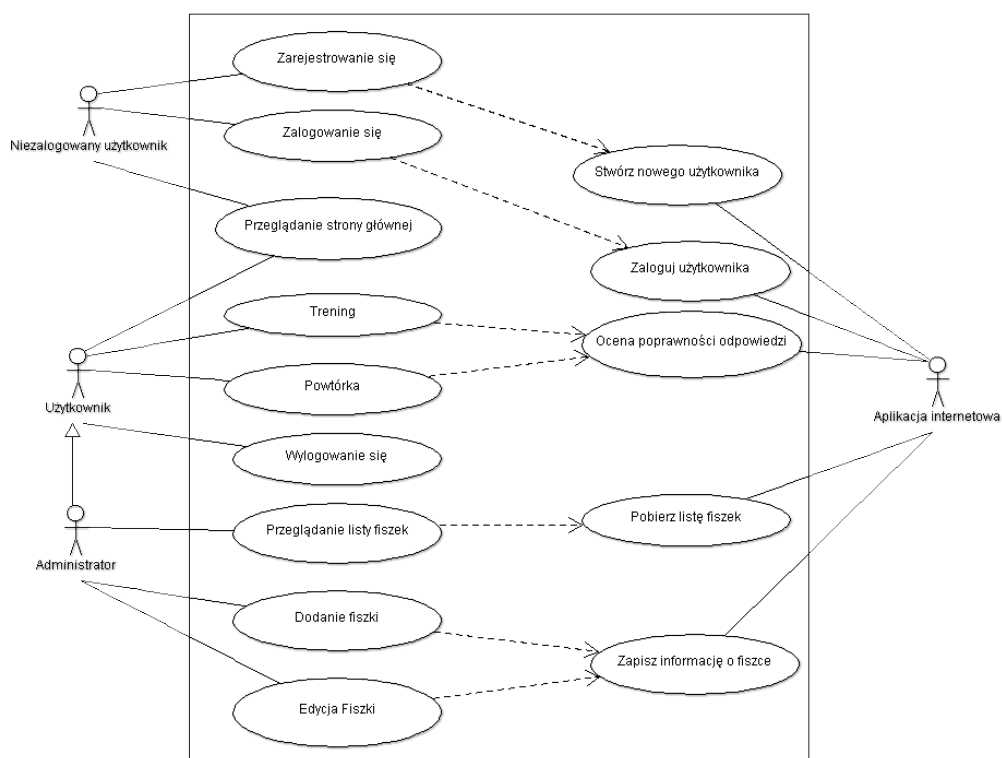 Zarejestrowanie się
Niezalogowany użytkownik
Zalogowanie się
Stwórz nowego użytkownika
Przeglądanie strony głównej
Zaloguj użytkownika
Trening
Ocena poprawności odpowiedzi
Powtórka
Użytkownik
Aplikacja internetowa
Wylogowanie się
Przeglądanie listy fiszek
Pobierz listę fiszek
Administrator
Dodanie fiszki
Zapisz informację o fiszce
Edycja Fiszki